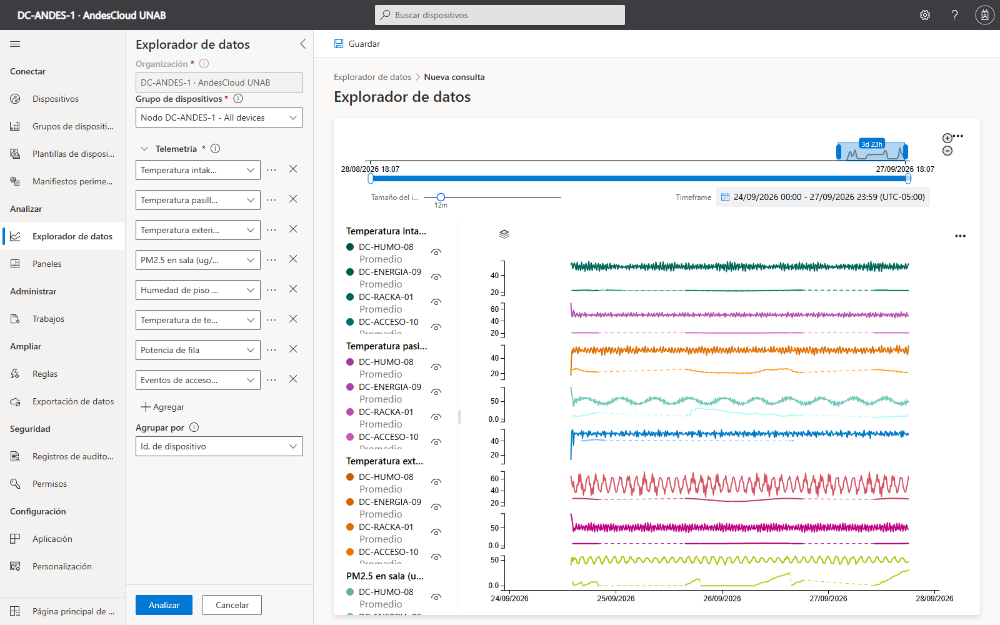 DC-ANDES-1 · AndesCloud UNAB
Buscar dispositivos
Conectar
Dispositivos
Grupos de dispositi...
Plantillas de disposi...
Manifiestos perime...
Analizar
Explorador de datos
Paneles
Administrar
Trabajos
Ampliar
Reglas
Exportación de datos
Seguridad
Registros de audito...
Permisos
Configuración
Aplicación
Personalización
Página principal de ...
Explorador de datos
Organización *
DC-ANDES-1 · AndesCloud UNAB
Grupo de dispositivos *
Nodo DC-ANDES-1 - All devices
Telemetría *
Temperatura intak...
Temperatura pasill...
Temperatura exteri...
PM2.5 en sala (ug/...
Humedad de piso ...
Temperatura de te...
Potencia de fila
Eventos de acceso...
Agregar
Agrupar por
Id. de dispositivo
Analizar
Cancelar
Guardar
Explorador de datos > Nueva consulta
Explorador de datos
3d 23h
28/08/2026 18:07
27/09/2026 18:07
Tamaño del i...
12m
Timeframe
24/09/2026 00:00 - 27/09/2026 23:59 (UTC-05:00)
Temperatura inta...
DC-HUMO-08
Promedio
DC-ENERGIA-09
Promedio
DC-RACKA-01
Promedio
DC-ACCESO-10
Promedio
Temperatura pasi...
DC-HUMO-08
Promedio
DC-ENERGIA-09
Promedio
DC-RACKA-01
Promedio
DC-ACCESO-10
Promedio
Temperatura ext...
DC-HUMO-08
Promedio
DC-ENERGIA-09
Promedio
DC-RACKA-01
Promedio
DC-ACCESO-10
Promedio
PM2.5 en sala (u...
DC-HUMO-08
Promedio
DC-ENERGIA-09
40
20
60
40
20
40
20
50
0.0
40
20
60
40
20
50
0.0
50
0.0
24/09/2026
25/09/2026
26/09/2026
27/09/2026
28/09/2026